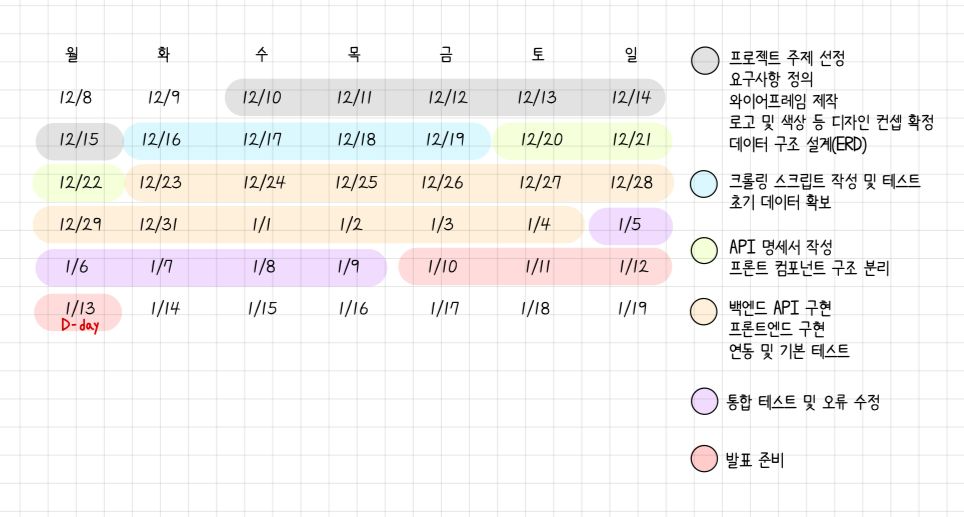 월 화 수 목 금 토 일
12/8 12/9 12/10 12/11 12/12 12/13 12/14
12/15 12/16 12/17 12/18 12/19 12/20 12/21
12/22 12/23 12/24 12/25 12/26 12/27 12/28
12/29 12/31 1/1 1/2 1/3 1/4 1/5
1/6 1/7 1/8 1/9 1/10 1/11 1/12
1/13 1/14 1/15 1/16 1/17 1/18 1/19
D-day
프로젝트 주제 선정
요구사항 정의
와이어프레임 제작
로고 및 색상 등 디자인 컨셉 확정
데이터 구조 설계(ERD)
크롤링 스크립트 작성 및 테스트
초기 데이터 확보
API 명세서 작성
프론트 컴포넌트 구조 분리
백엔드 API 구현
프론트엔드 구현
연동 및 기본 테스트
통합 테스트 및 오류 수정
발표 준비